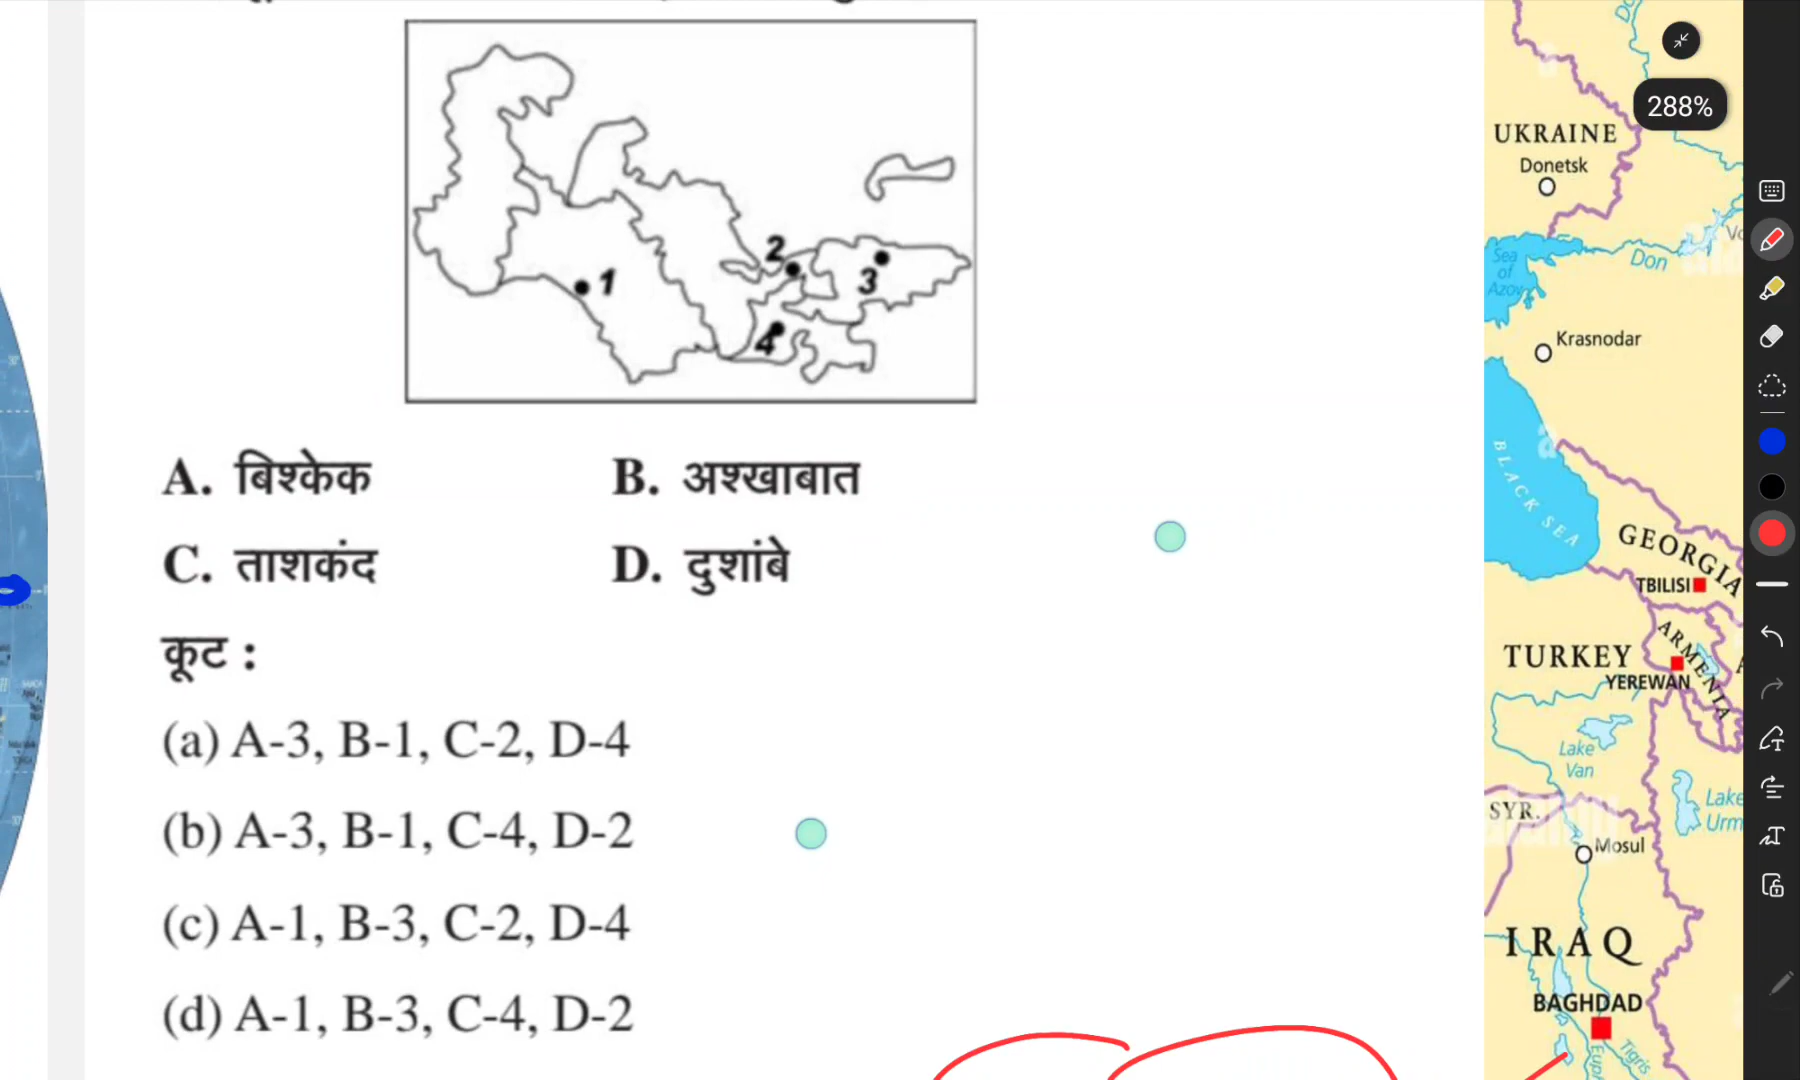 1
2
3
4
A. बिश्केक B. अश्खाबात
C. ताशकंद D. दुशांबे
कूट :
(a) A-3, B-1, C-2, D-4
(b) A-3, B-1, C-4, D-2
(c) A-1, B-3, C-2, D-4
(d) A-1, B-3, C-4, D-2
288%
UKRAINE
Donetsk
Don
Sea
of
Azov
Krasnodar
BLACK SEA
GEORGIA
TBILISI
ARMENIA
TURKEY
YEREWAN
Lake
Van
SYR.
Lake
Urm
Mosul
IRAQ
BAGHDAD
Tigris